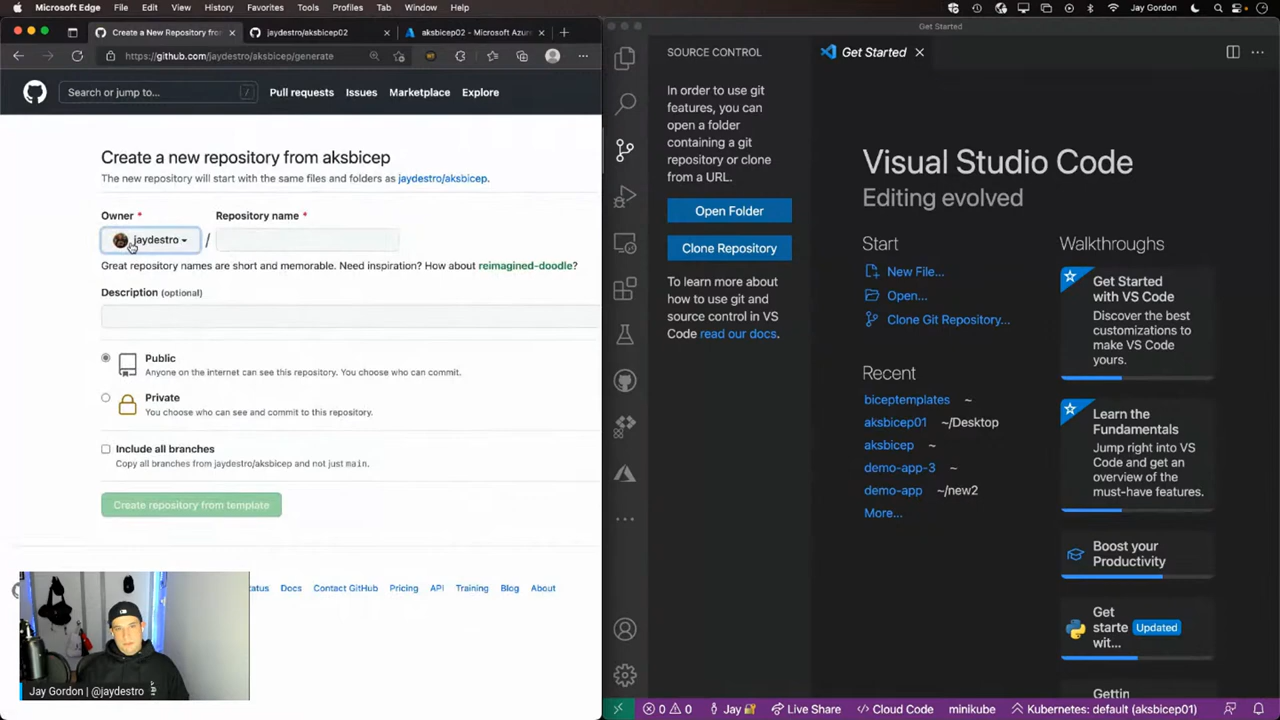 Microsoft Edge File Edit View History Favorites Tools Profiles Tab Window Help
Jay Gordon
Create a New Repository from
jaydestro/aksbicep02
aksbicep02 - Microsoft Azu
https://github.com/jaydestro/aksbicep/generate
Search or jump to...
/
Pull requests Issues Marketplace Explore
Create a new repository from aksbicep
The new repository will start with the same files and folders as jaydestro/aksbicep.
Owner * Repository name *
jaydestro /
Great repository names are short and memorable. Need inspiration? How about reimagined-doodle?
Description (optional)
Public
Anyone on the internet can see this repository. You choose who can commit.
Private
You choose who can see and commit to this repository.
Include all branches
Copy all branches from jaydestro/aksbicep and not just main.
Create repository from template
tatus Docs Contact GitHub Pricing API Training Blog About
Jay Gordon | @jaydestro
Get Started
SOURCE CONTROL
Get Started
In order to use git
features, you can
open a folder
containing a git
repository or clone
from a URL.
Open Folder
Clone Repository
To learn more about
how to use git and
source control in VS
Code read our docs.
Visual Studio Code
Editing evolved
Start
New File...
Open...
Clone Git Repository...
Recent
biceptemplates ~
aksbicep01 ~/Desktop
aksbicep ~
demo-app-3 ~
demo-app ~/new2
More...
Walkthroughs
Get Started
with VS Code
Discover the best
customizations to
make VS Code
yours.
Learn the
Fundamentals
Jump right into VS
Code and get an
overview of the
must-have features.
Boost your
Productivity
Get
starte
wit...
Updated
Gettin
0 0 Jay Live Share Cloud Code minikube Kubernetes: default (aksbicep01)